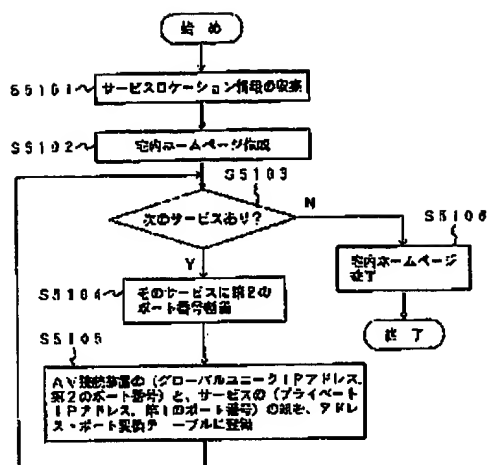 始め
S5101
サービスロケーション情報の収集
S5102
宅内ホームページ作成
S5103
次のサービスあり?
N
S5106
宅内ホームページ
完了
終了
Y
S5104
そのサービスに第2の
ポート番号割当
S5105
AV接続装置の(グローバルユニークIPアドレス,
第2のポート番号)と、サービスの(プライベート
IPアドレス,第1のポート番号)の組を、アドレ
ス・ポート変換テーブルに登録